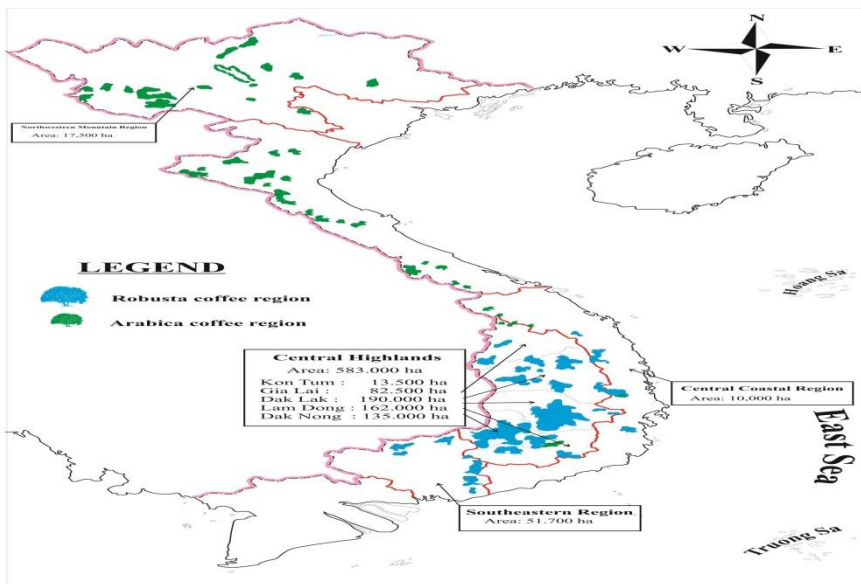 N
W E
S
Northwestern Mountain Region
Area: 17,500 ha
LEGEND
Robusta coffee region
Arabica coffee region
Hoang Sa
Central Highlands
Area: 583.000 ha
Kon Tum : 13.500 ha
Gia Lai : 82.500 ha
Dak Lak : 190.000 ha
Lam Dong : 162.000 ha
Dak Nong : 135.000 ha
Central Coastal Region
Area: 10,000 ha
East Sea
Southeastern Region
Area: 51.700 ha
Truong Sa